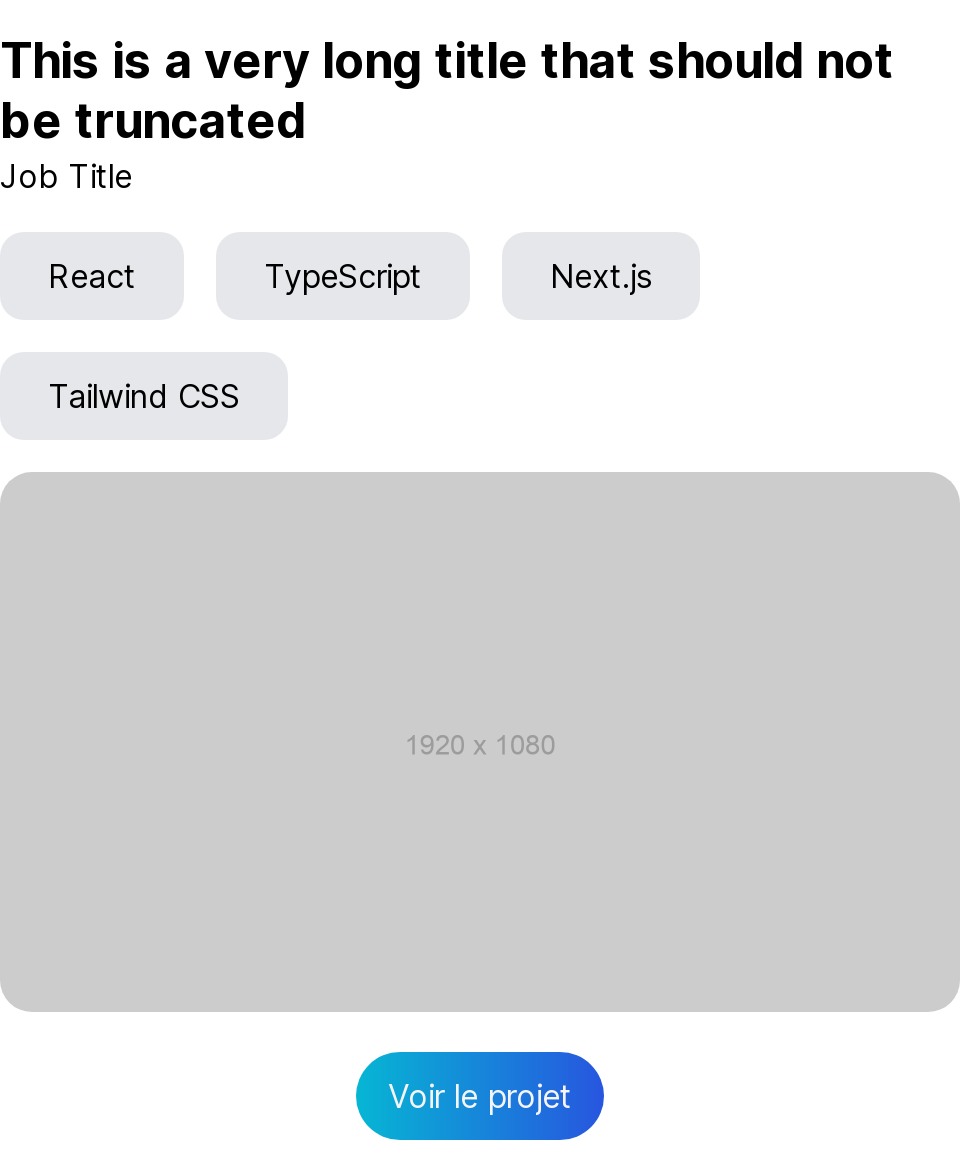 This is a very long title that should not
be truncated
Job Title
React
TypeScript
Next.js
Tailwind CSS
1920 x 1080
Voir le projet